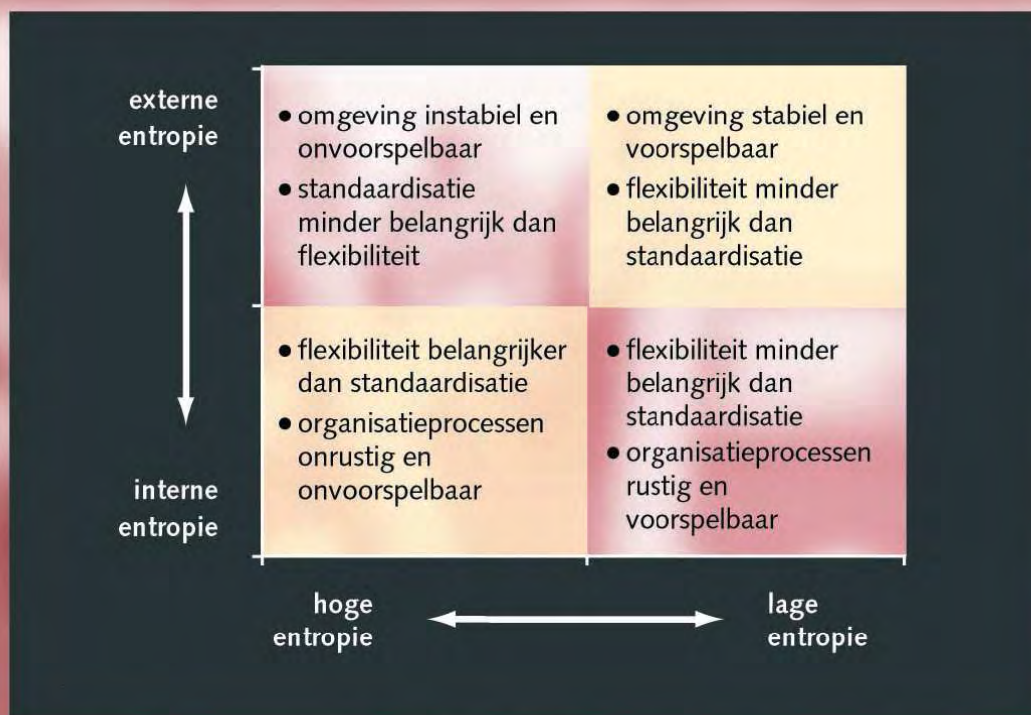 externe
entropie
• omgeving instabiel en
onvoorspelbaar
• standaardisatie
minder belangrijk dan
flexibiliteit
• omgeving stabiel en
voorspelbaar
• flexibiliteit minder
belangrijk dan
standaardisatie
interne
entropie
• flexibiliteit belangrijker
dan standaardisatie
• organisatieprocessen
onrustig en
onvoorspelbaar
• flexibiliteit minder
belangrijk dan
standaardisatie
• organisatieprocessen
rustig en
voorspelbaar
hoge
entropie
lage
entropie